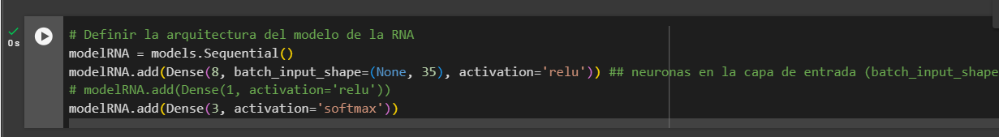 0s
# Definir la arquitectura del modelo de la RNA
modelRNA = models.Sequential()
modelRNA.add(Dense(8, batch_input_shape=(None, 35), activation='relu')) ## neuronas en la capa de entrada (batch_input_shape
# modelRNA.add(Dense(1, activation='relu'))
modelRNA.add(Dense(3, activation='softmax'))